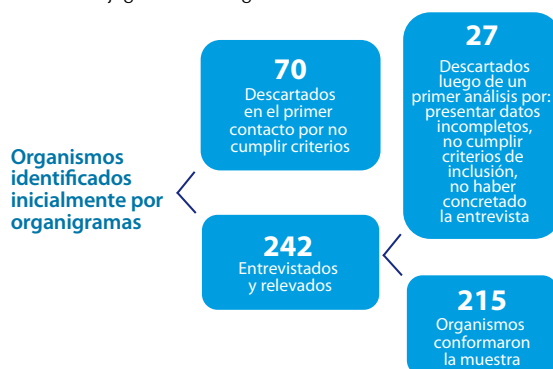 Organismos
identificados
inicialmente por
organigramas
70
Descartados
en el primer
contacto por no
cumplir criterios
242
Entrevistados
y relevados
27
Descartados
luego de un
primer análisis por:
presentar datos
incompletos,
no cumplir
criterios de
inclusión,
no haber
concretado
la entrevista
215
Organismos
conformaron
la muestra